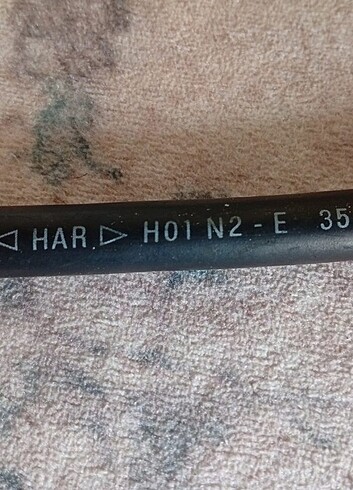 ◁ HAR ▷ H01 N2 - E 35